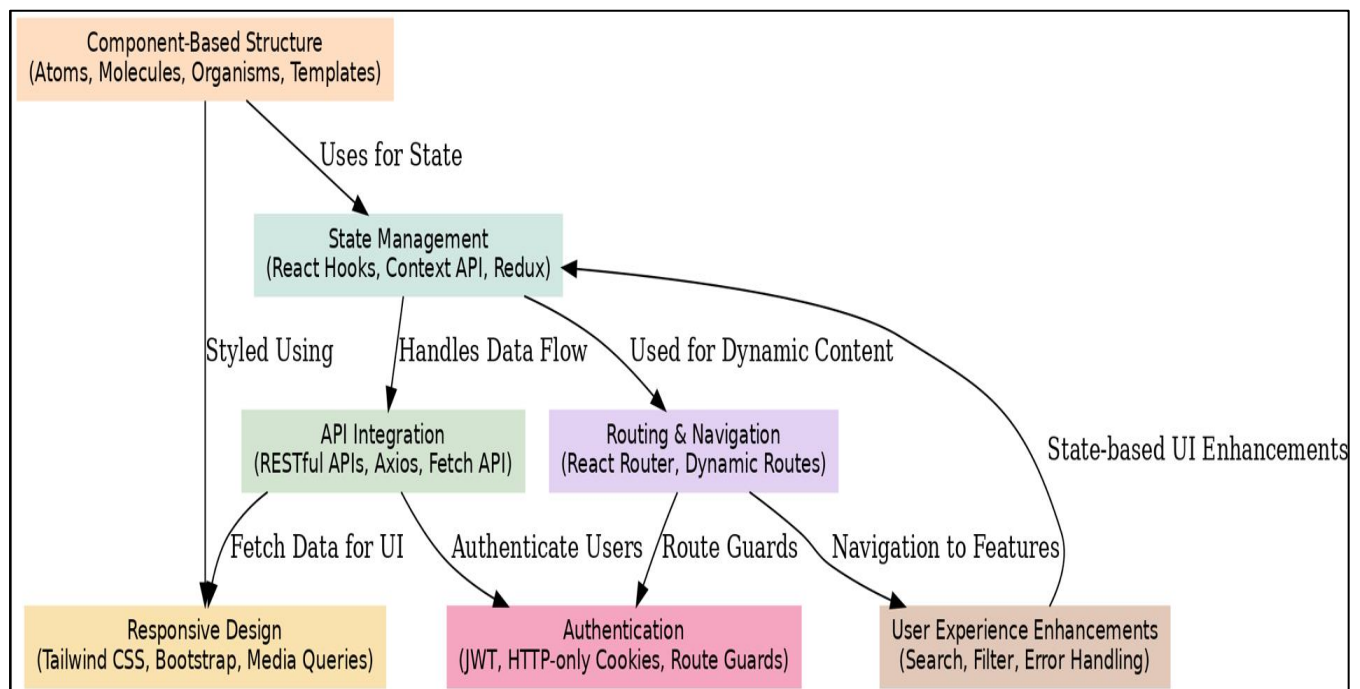 Component-Based Structure
(Atoms, Molecules, Organisms, Templates)
Uses for State
State Management
(React Hooks, Context API, Redux)
Styled Using
Handles Data Flow
Used for Dynamic Content
API Integration
(RESTful APIs, Axios, Fetch API)
Routing & Navigation
(React Router, Dynamic Routes)
State-based UI Enhancements
Fetch Data for UI
Authenticate Users
Route Guards
Navigation to Features
Responsive Design
(Tailwind CSS, Bootstrap, Media Queries)
Authentication
(JWT, HTTP-only Cookies, Route Guards)
User Experience Enhancements
(Search, Filter, Error Handling)